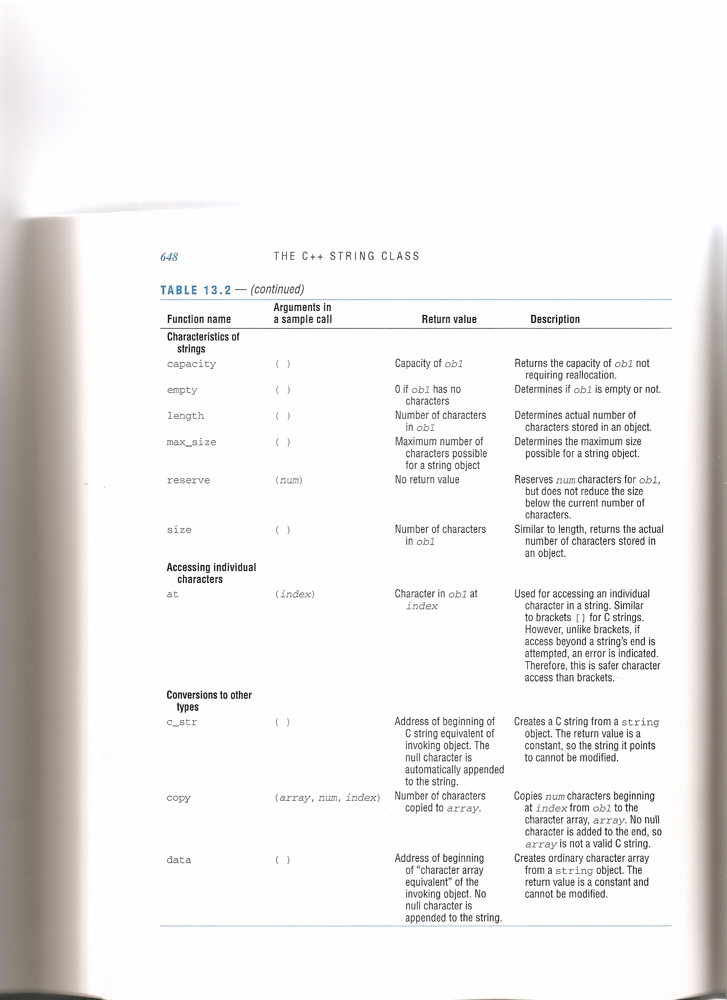 648 THE C++ STRING CLASS
TABLE 13.2 — (continued)
Arguments in
Function name a sample call Return value Description
Characteristics of
strings
capacity ( ) Capacity of ob1 Returns the capacity of ob1 not
requiring reallocation.
empty ( ) 0 if ob1 has no Determines if ob1 is empty or not.
characters
length ( ) Number of characters Determines actual number of
in ob1 characters stored in an object.
max_size ( ) Maximum number of Determines the maximum size
characters possible possible for a string object.
for a string object
reserve (num) No return value Reserves num characters for ob1,
but does not reduce the size
below the current number of
characters.
size ( ) Number of characters Similar to length, returns the actual
in ob1 number of characters stored in
an object.
Accessing individual
characters
at (index) Character in ob1 at Used for accessing an individual
index character in a string. Similar
to brackets [] for C strings.
However, unlike brackets, if
access beyond a string's end is
attempted, an error is indicated.
Therefore, this is safer character
access than brackets.
Conversions to other
types
c_str ( ) Address of beginning of Creates a C string from a string
C string equivalent of object. The return value is a
invoking object. The constant, so the string it points
null character is to cannot be modified.
automatically appended
to the string.
copy (array, num, index) Number of characters Copies num characters beginning
copied to array. at index from ob1 to the
character array, array. No null
character is added to the end, so
array is not a valid C string.
data ( ) Address of beginning Creates ordinary character array
of “character array from a string object. The
equivalent” of the return value is a constant and
invoking object. No cannot be modified.
null character is
appended to the string.